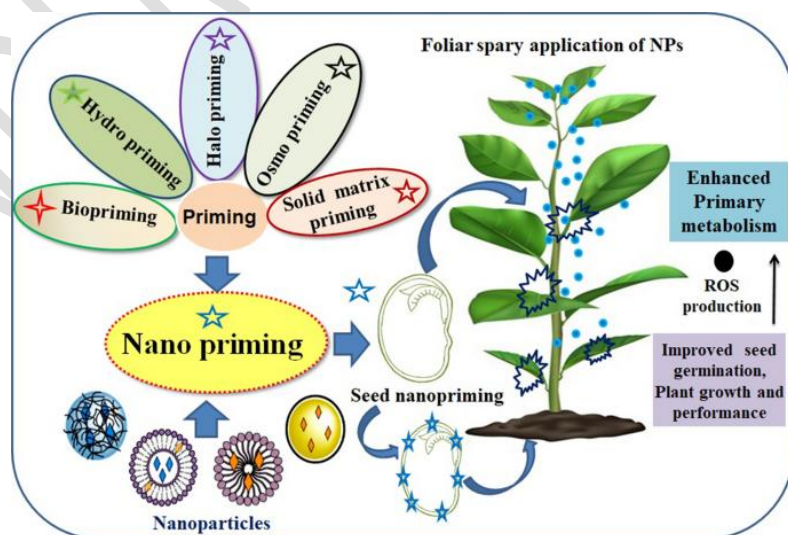 Foliar spary application of NPs
Hydro priming
Halo priming
Osmo priming
Biopriming
Priming
Solid matrix
priming
Nano priming
Nanoparticles
Seed nanopriming
Enhanced
Primary
metabolism
ROS
production
Improved seed
germination,
Plant growth and
performance